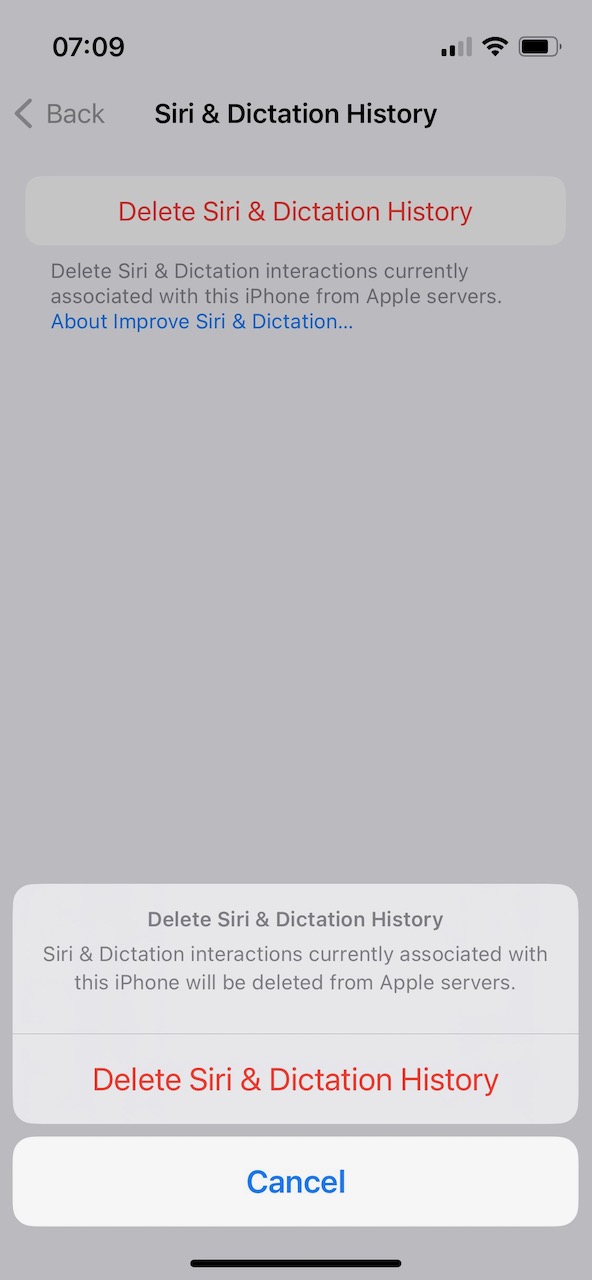 07:09
Back
Siri & Dictation History
Delete Siri & Dictation History
Delete Siri & Dictation interactions currently
associated with this iPhone from Apple servers.
About Improve Siri & Dictation...
Delete Siri & Dictation History
Siri & Dictation interactions currently associated with
this iPhone will be deleted from Apple servers.
Delete Siri & Dictation History
Cancel